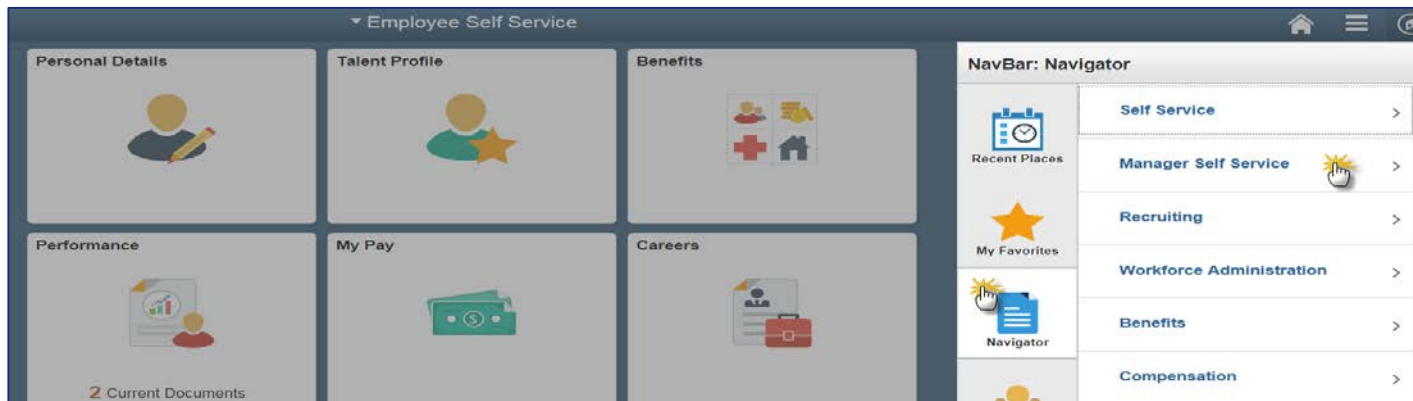 Employee Self Service
Personal Details
Talent Profile
Benefits
Performance
2 Current Documents
My Pay
Careers
NavBar: Navigator
Recent Places
My Favorites
Navigator
Self Service
Manager Self Service
Recruiting
Workforce Administration
Benefits
Compensation